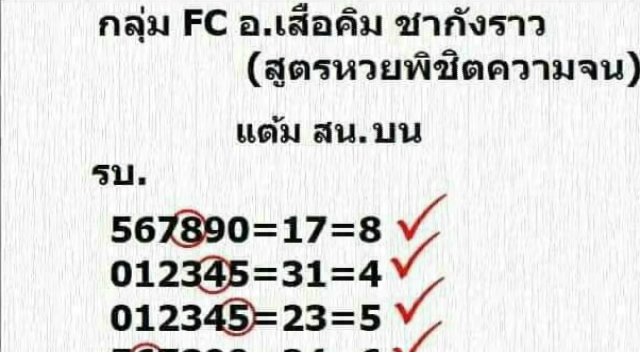 กลุ่ม FC อ.เสือคิม ชากังราว
(สูตรหวยพิชิตความจน)
แต้ม สน.บน
รบ.
567890=17=8
012345=31=4
012345=23=5